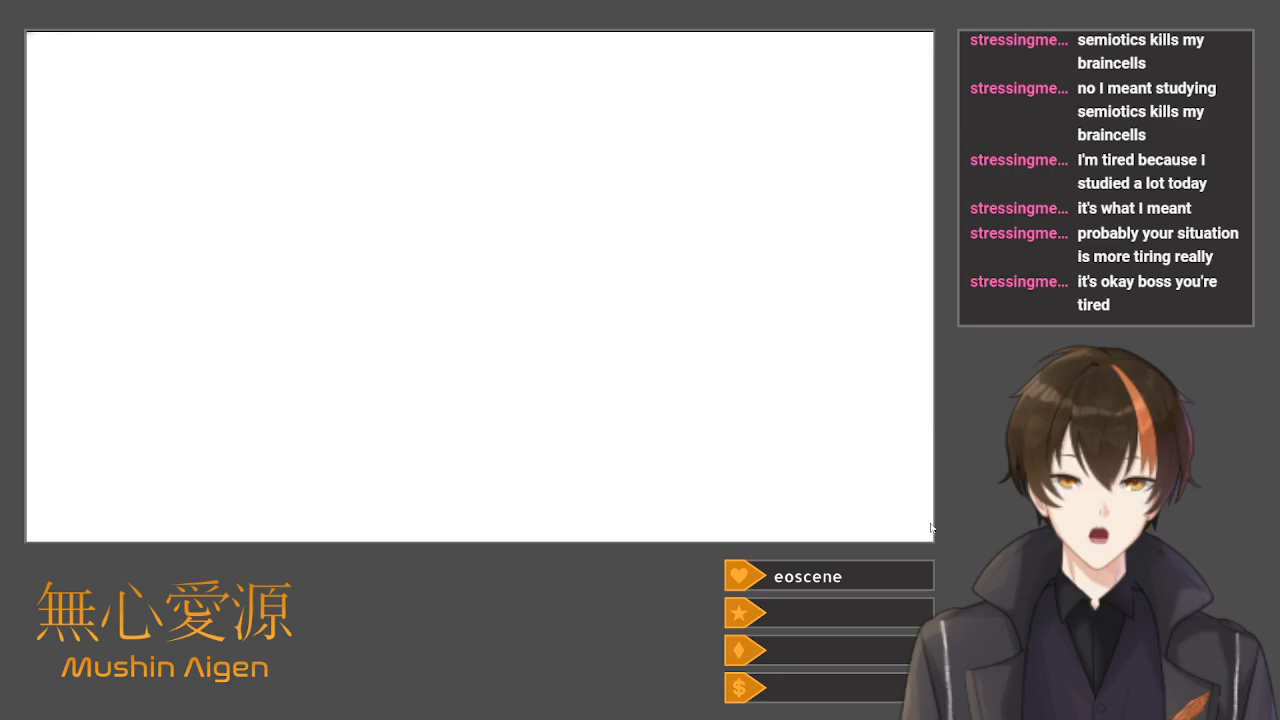 stressingme... semiotics kills my
braincells
stressingme... no I meant studying
semiotics kills my
braincells
stressingme... I'm tired because I
studied a lot today
stressingme... it's what I meant
stressingme... probably your situation
is more tiring really
stressingme... it's okay boss you're
tired
eoscene
$
無心愛源
Mushin Aigen